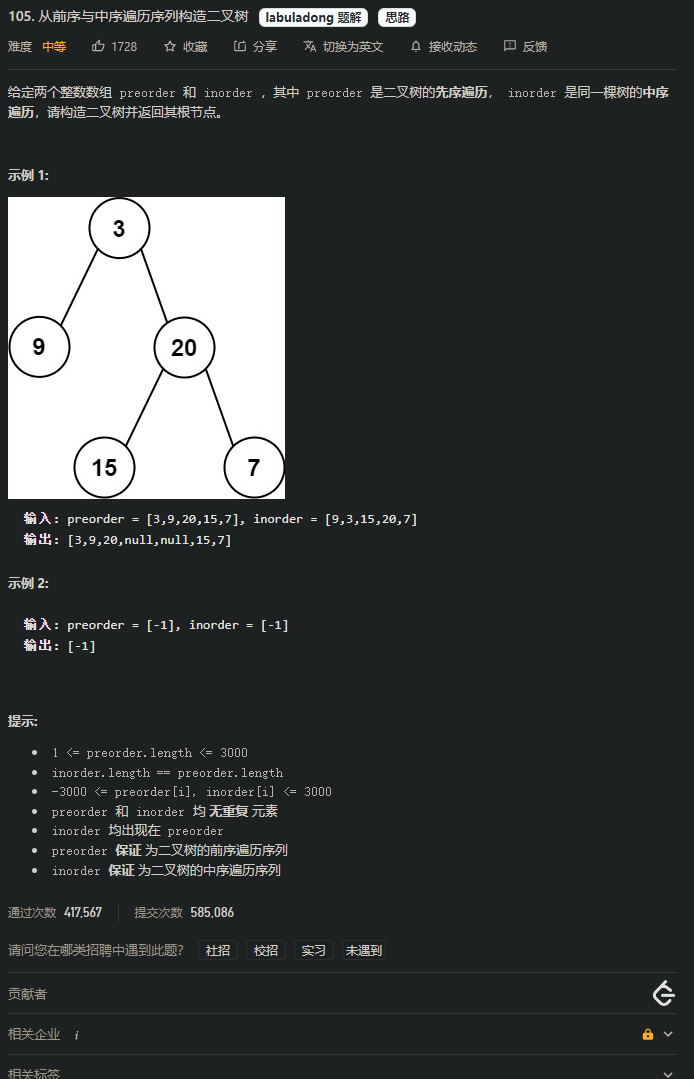 105. 从前序与中序遍历序列构造二叉树 labuladong 题解 思路
难度 中等 1728 收藏 分享 切换为英文 接收动态 反馈
给定两个整数数组 preorder 和 inorder ，其中 preorder 是二叉树的先序遍历， inorder 是同一棵树的中序
遍历，请构造二叉树并返回其根节点。
示例 1:
3
9
20
15
7
输入: preorder = [3,9,20,15,7], inorder = [9,3,15,20,7]
输出: [3,9,20,null,null,15,7]
示例 2:
输入: preorder = [-1], inorder = [-1]
输出: [-1]
提示:
1 <= preorder.length <= 3000
inorder.length == preorder.length
-3000 <= preorder[i], inorder[i] <= 3000
preorder 和 inorder 均 无重复 元素
inorder 均出现在 preorder
preorder 保证 为二叉树的前序遍历序列
inorder 保证 为二叉树的中序遍历序列
通过次数 417,567 提交次数 585,086
请问您在哪类招聘中遇到此题？ 社招 校招 实习 未遇到
贡献者
相关企业 i
相关标签